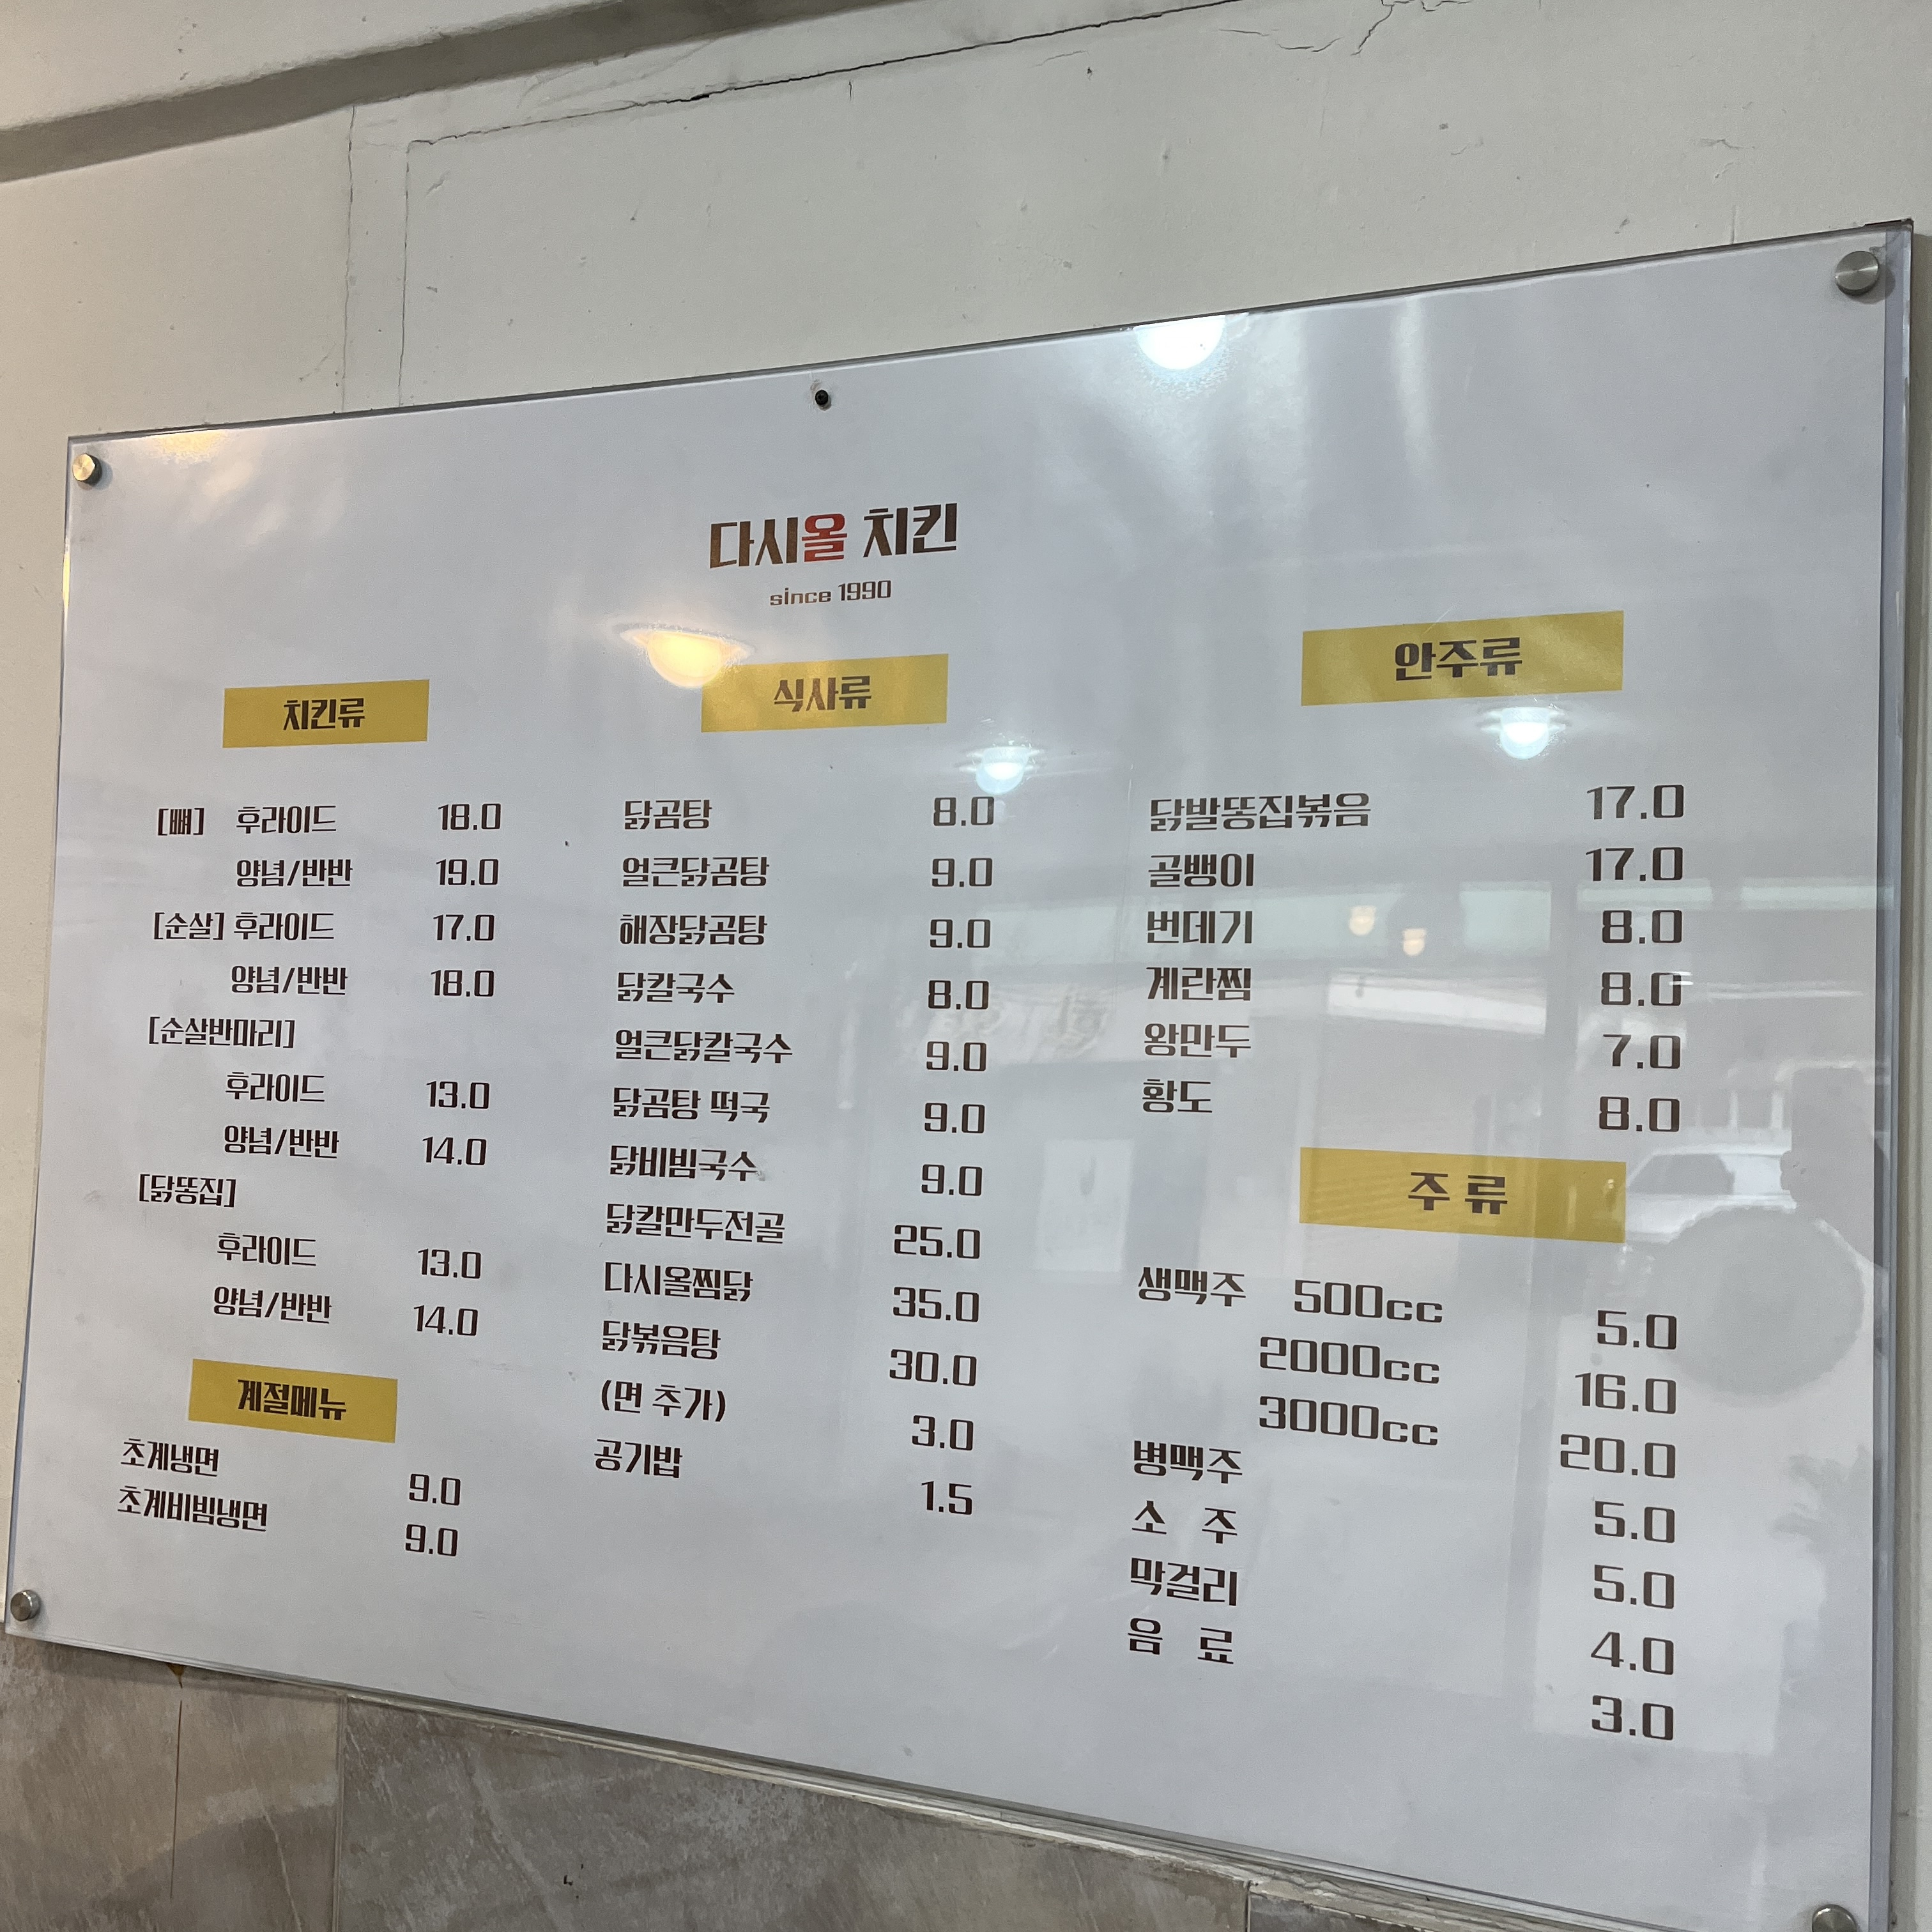 다시올 치킨
since 1990
치킨류
[뼈] 후라이드 18.0
양념/반반 19.0
[순살] 후라이드 17.0
양념/반반 18.0
[순살반마리]
후라이드 13.0
양념/반반 14.0
[닭똥집]
후라이드 13.0
양념/반반 14.0
계절메뉴
초계냉면 9.0
초계비빔냉면 9.0
식사류
닭곰탕 8.0
얼큰닭곰탕 9.0
해장닭곰탕 9.0
닭칼국수 8.0
얼큰닭칼국수 9.0
닭곰탕 떡국 9.0
닭비빔국수 9.0
닭칼만두전골 25.0
다시올찜닭 35.0
닭볶음탕 30.0
(면 추가) 3.0
공기밥 1.5
안주류
닭발똥집볶음 17.0
골뱅이 17.0
번데기 8.0
계란찜 8.0
왕만두 7.0
황도 8.0
주 류
생맥주 500cc 5.0
2000cc 16.0
3000cc 20.0
병맥주 5.0
소 주 5.0
막걸리 4.0
음 료 3.0